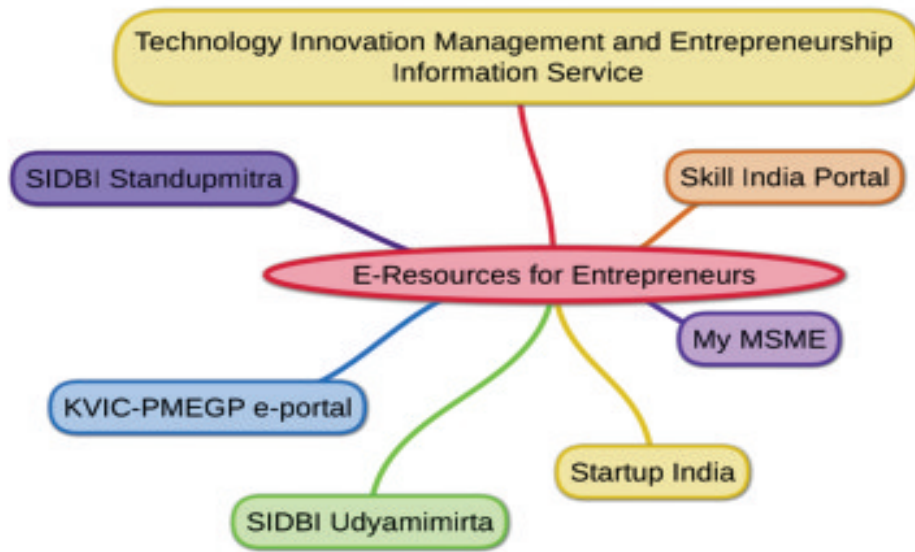 Technology Innovation Management and Entrepreneurship
Information Service
SIDBI Standupmitra
Skill India Portal
E-Resources for Entrepreneurs
My MSME
KVIC-PMEGP e-portal
Startup India
SIDBI Udyamimirta